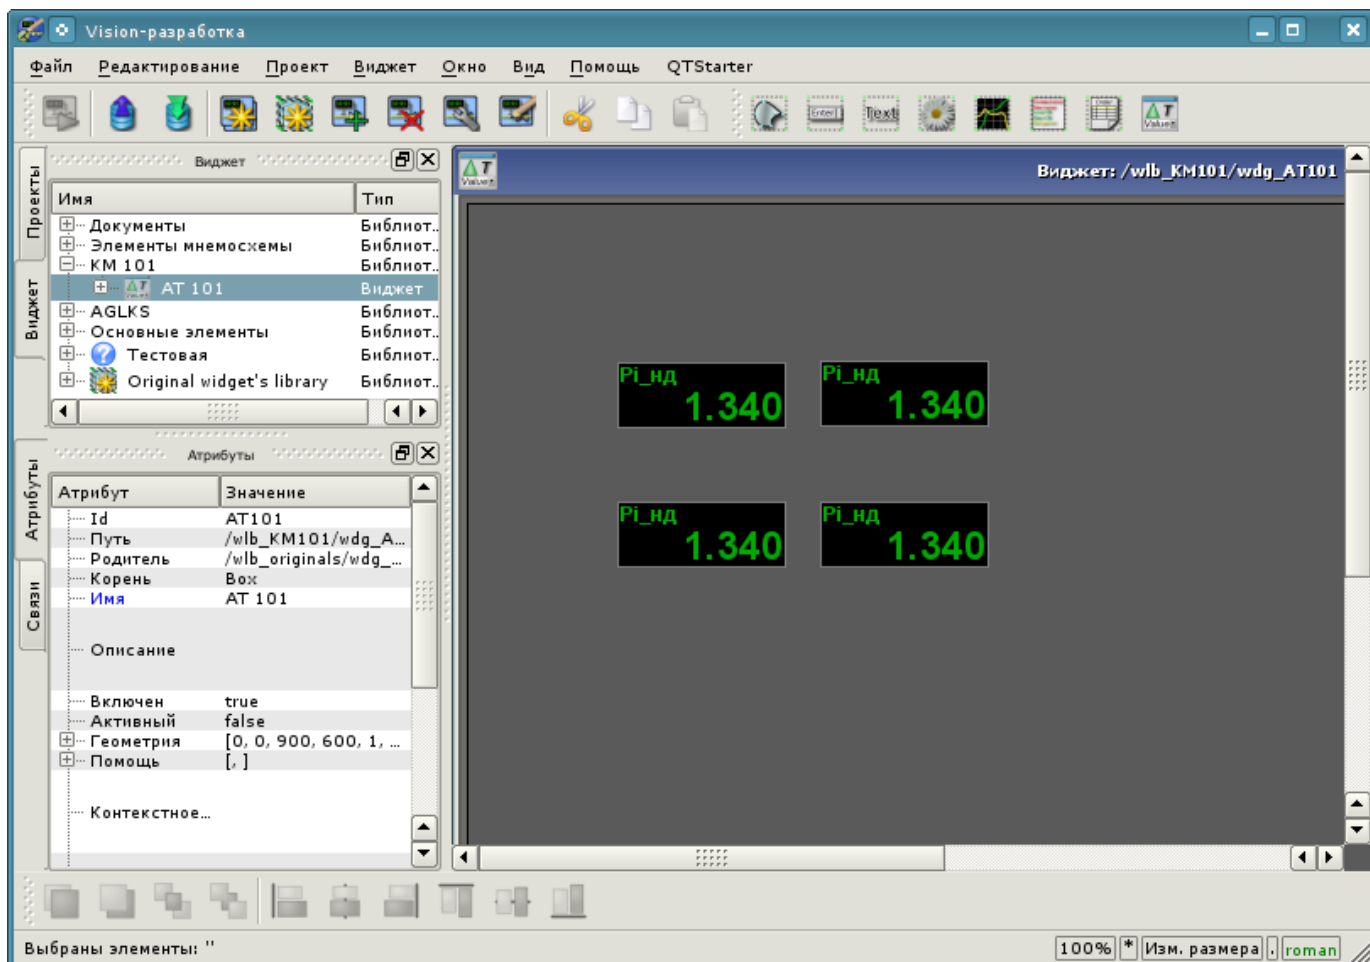 Vision-разработка
Файл Редактирование Проект Виджет Окно Вид Помощь QTStarter
Проекты
Виджет
Виджет
Имя Тип
Документы Библиот..
Элементы мнемосхемы Библиот..
КМ 101 Библиот..
АТ 101 Виджет
AGLKS Библиот..
Основные элементы Библиот..
Тестовая Библиот..
Original widget's library Библиот..
Атрибуты
Связи
Атрибуты
Атрибут Значение
Id AT101
Путь /wlb_KM101/wdg_A...
Родитель /wlb_originals/wdg_...
Корень Box
Имя АТ 101
Описание
Включен true
Активный false
Геометрия [0, 0, 900, 600, 1, ...
Помощь [, ]
Контекстное...
Виджет: /wlb_KM101/wdg_AT101
Pi_нд Pi_нд
1.340 1.340
Pi_нд Pi_нд
1.340 1.340
Выбраны элементы: ''
100% * Изм. размера . roman